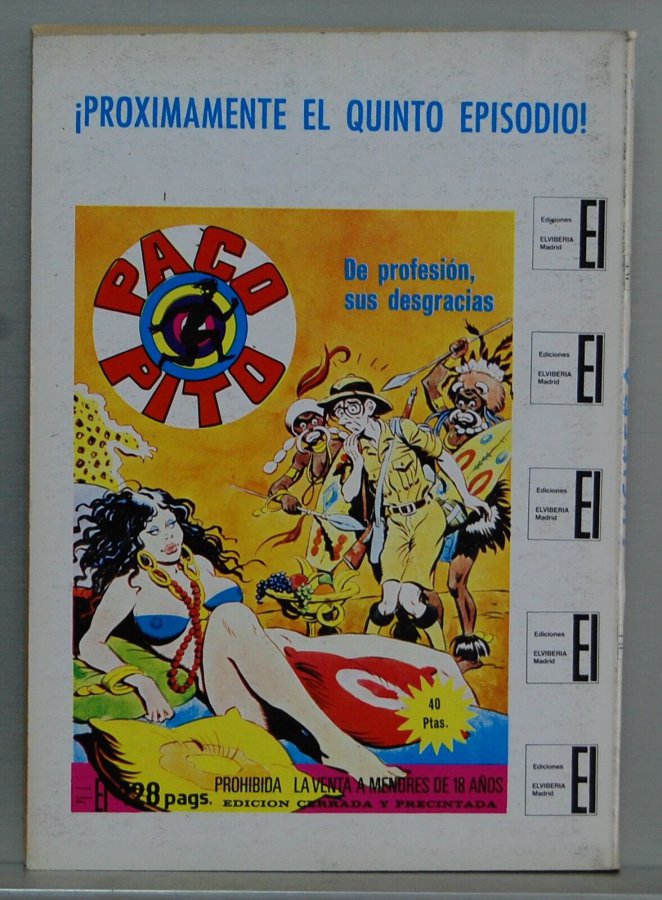 ¡PROXIMAMENTE EL QUINTO EPISODIO!
PACO
PITO
De profesión,
sus desgracias
40
Ptas.
128 pags.
PROHIBIDA LA VENTA A MENORES DE 18 AÑOS
EDICION CERRADA Y PRECINTADA
EI
Ediciones
ELVIBERIA
Madrid
EI
Ediciones
ELVIBERIA
Madrid
EI
Ediciones
ELVIBERIA
Madrid
EI
Ediciones
ELVIBERIA
Madrid
EI
Ediciones
ELVIBERIA
Madrid
EI